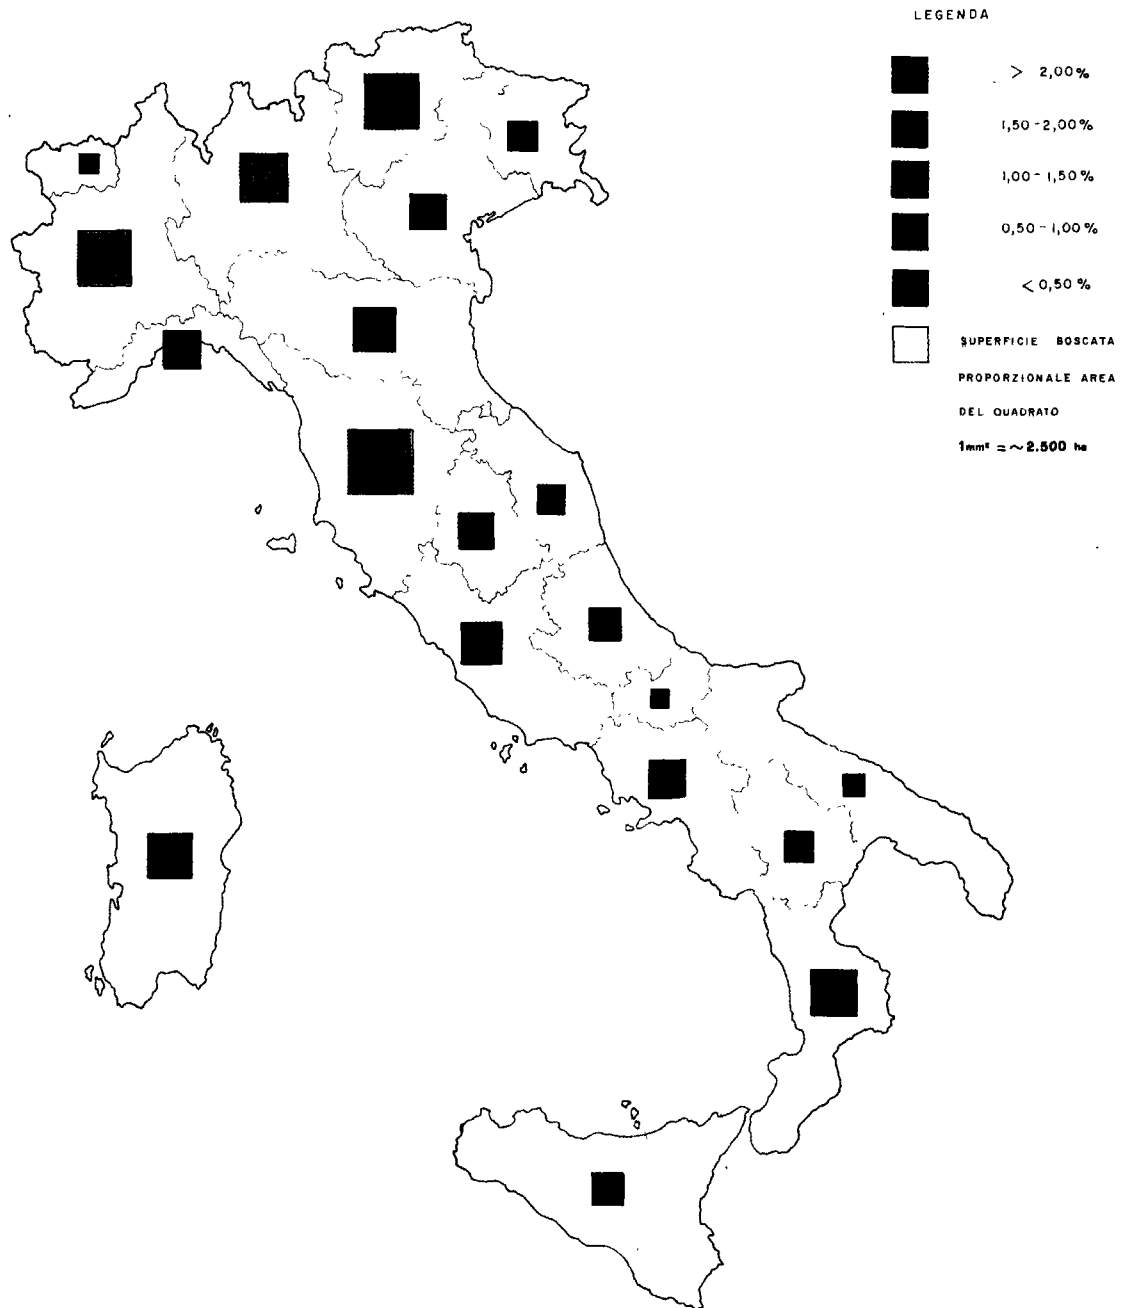 LEGENDA
> 2,00%
1,50-2,00%
1,00-1,50%
0,50-1,00%
< 0,50%
SUPERFICIE BOSCATA
PROPORZIONALE AREA
DEL QUADRATO
1mm² = ~2.500 ha